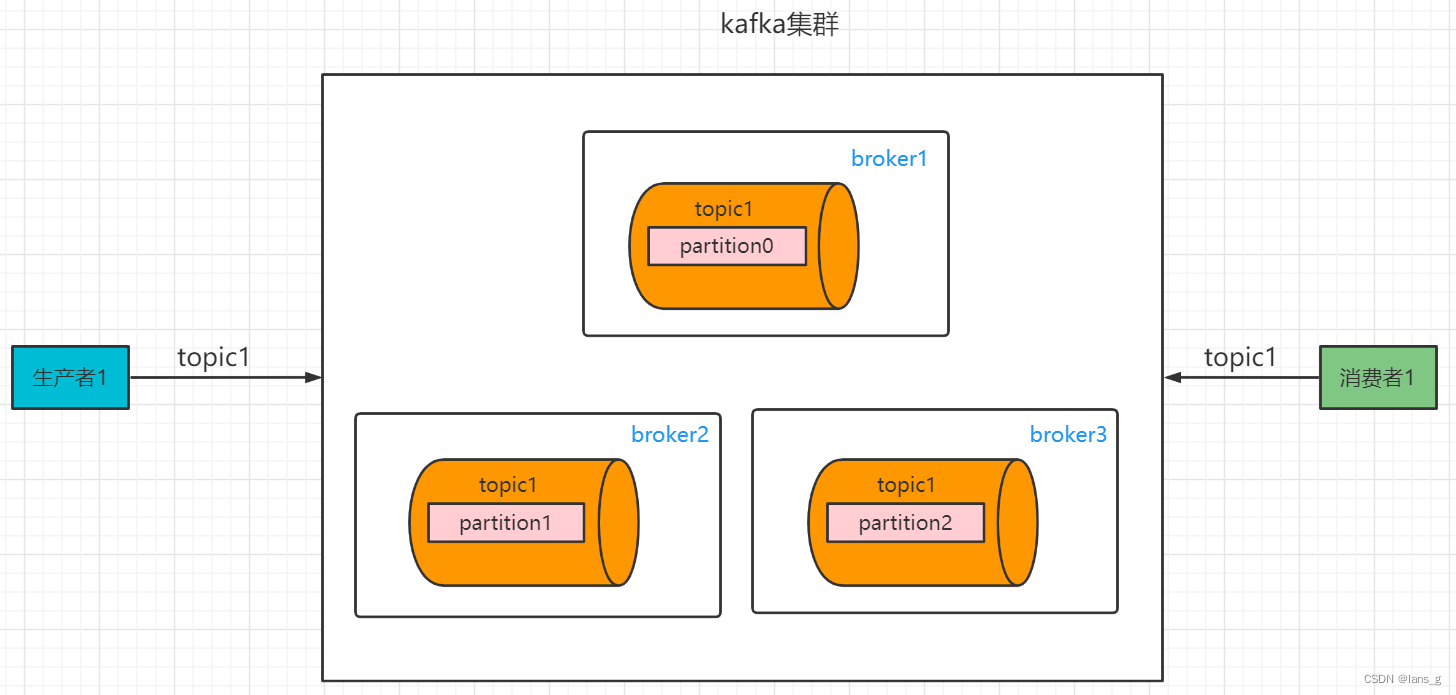 kafka集群
broker1
topic1
partition0
生产者1
topic1
topic1
消费者1
broker2
topic1
partition1
broker3
topic1
partition2
CSDN @lans_g